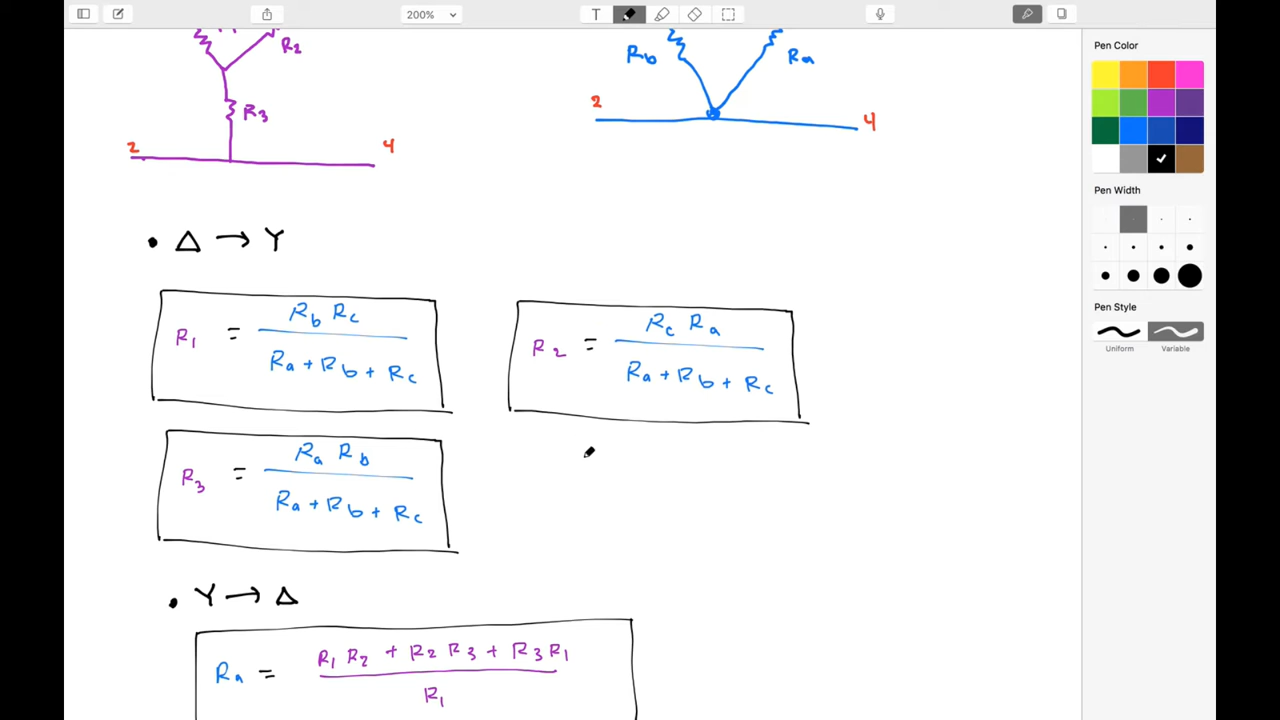 200%
T
Pen Color
R2
R3
2
4
Rb
Ra
2
4
Pen Width
Pen Style
Uniform
Variable
• Δ → Y
R1 = Rb Rc / Ra + Rb + Rc
R2 = Rc Ra / Ra + Rb + Rc
R3 = Ra Rb / Ra + Rb + Rc
• Y → Δ
Ra = R1 R2 + R2 R3 + R3 R1 / R1